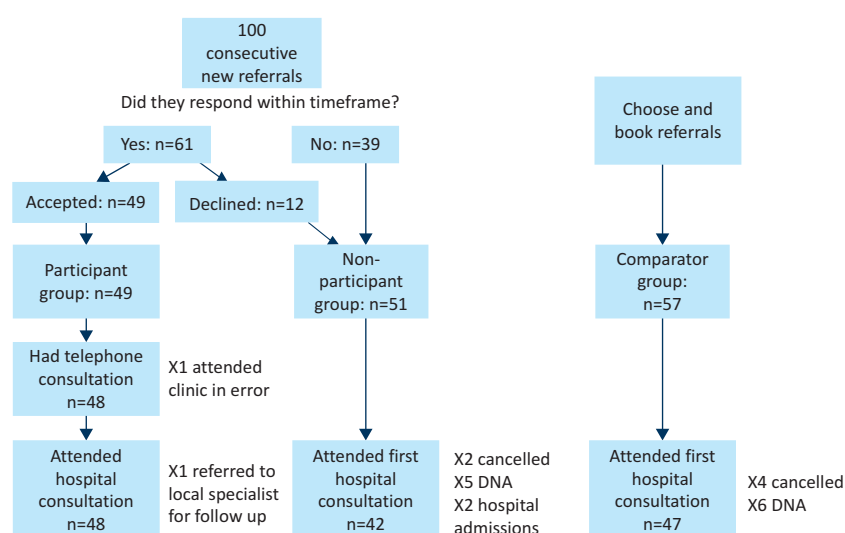 100
consecutive
new referrals
Did they respond within timeframe?
Yes: n=61
No: n=39
Accepted: n=49
Declined: n=12
Participant
group: n=49
Non-
participant
group: n=51
Had telephone
consultation
n=48
X1 attended
clinic in error
Attended
hospital
consultation
n=48
X1 referred to
local specialist
for follow up
Attended first
hospital
consultation
n=42
X2 cancelled
X5 DNA
X2 hospital
admissions
Choose and
book referrals
Comparator
group:
n=57
Attended first
hospital
consultation
n=47
X4 cancelled
X6 DNA